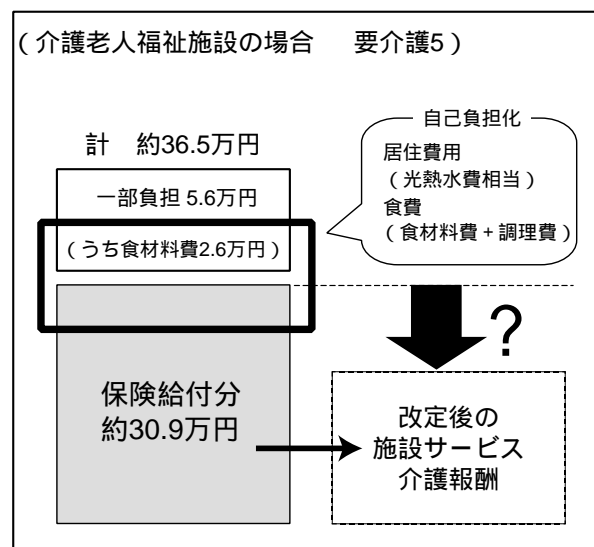 (介護老人福祉施設の場合 要介護5)
計 約36.5万円
一部負担 5.6万円
(うち食材料費2.6万円)
自己負担化
居住費用
(光熱水費相当)
食費
(食材料費+調理費)
?
保険給付分
約30.9万円
改定後の
施設サービス
介護報酬